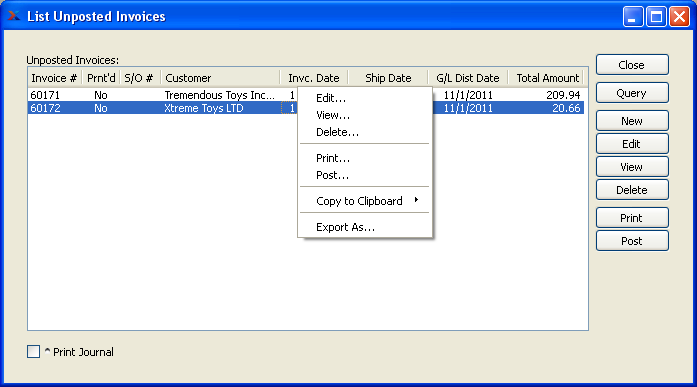 List Unposted Invoices
Unposted Invoices:
Invoice # Prnt'd S/O # Customer Invc. Date Ship Date G/L Dist Date Total Amount
60171 No Tremendous Toys Inc... 1 11/1/2011 209.94
60172 No Xtreme Toys LTD 1 11/1/2011 20.66
Edit...
View...
Delete...
Print...
Post...
Copy to Clipboard
Export As...
Close
Query
New
Edit
View
Delete
Print
Post
^ Print Journal